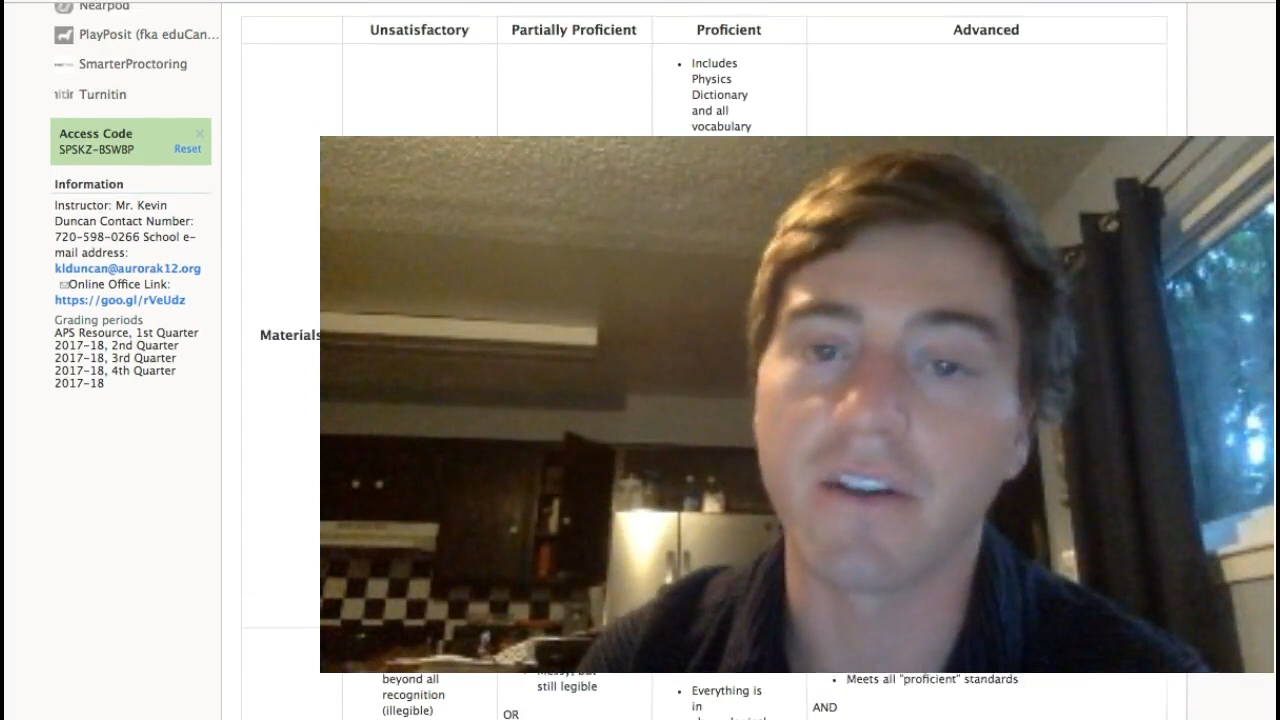 Nearpod
PlayPosit (fka eduCan...
SmarterProctoring
Turnitin
Access Code
SPSKZ-BSWBP
Reset
Information
Instructor: Mr. Kevin
Duncan Contact Number:
720-598-0266 School e-
mail address:
klduncan@aurorak12.org
Online Office Link:
https://goo.gl/rVeUdz
Grading periods
APS Resource, 1st Quarter
2017-18, 2nd Quarter
2017-18, 3rd Quarter
2017-18, 4th Quarter
2017-18
Unsatisfactory Partially Proficient Proficient Advanced
• Includes
Physics
Dictionary
and all
vocabulary
Materials
beyond all
recognition
(illegible)
still legible
OR
• Everything is
in
• Meets all "proficient" standards
AND